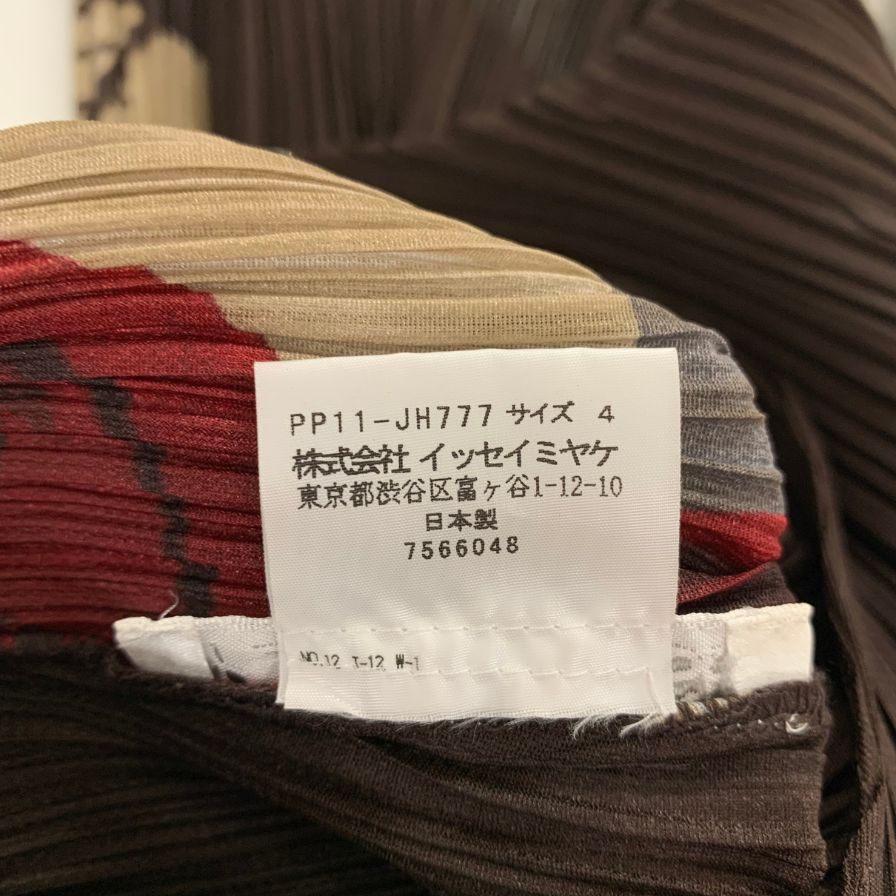 PP11-JH777 サイズ 4
株式会社 イッセイミヤケ
東京都渋谷区富ヶ谷1-12-10
日本製
7566048
NO.12 T-12 W-1